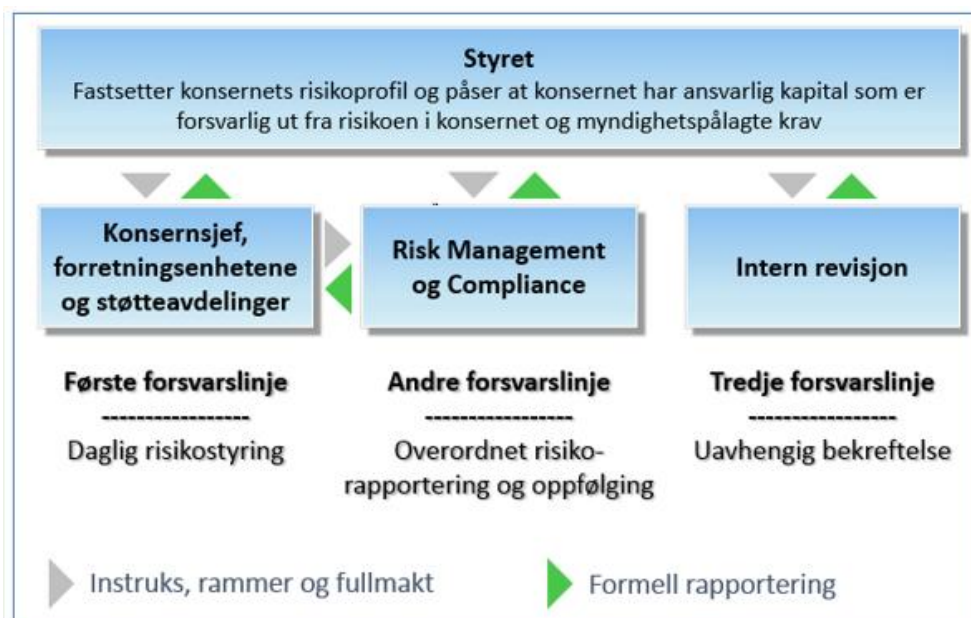 Styret
Fastsetter konsernets risikoprofil og påser at konsernet har ansvarlig kapital som er
forsvarlig ut fra risikoen i konsernet og myndighetspålagte krav
Konsernsjef,
forretningsenhetene
og støtteavdelinger
Risk Management
og Compliance
Intern revisjon
Første forsvarslinje
-----------------
Daglig risikostyring
Andre forsvarslinje
-----------------
Overordnet risiko-
rapportering og oppfølging
Tredje forsvarslinje
-----------------
Uavhengig bekreftelse
Instruks, rammer og fullmakt
Formell rapportering